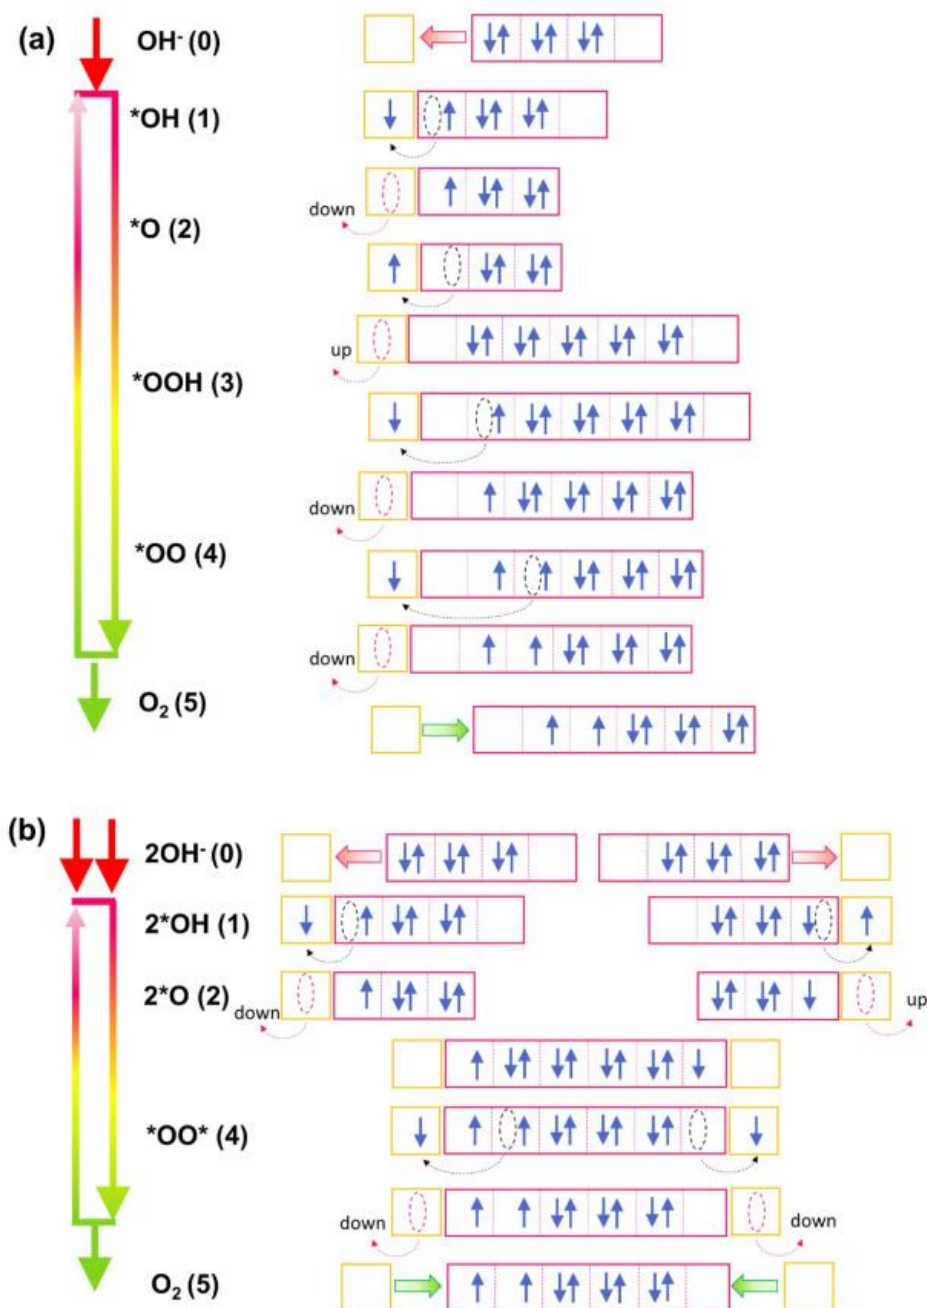 (a)
OH⁻ (0)
*OH (1)
down
*O (2)
up
*OOH (3)
down
*OO (4)
down
O₂ (5)
(b)
2OH⁻ (0)
2*OH (1)
2*O (2)
down
up
*OO* (4)
down
down
O₂ (5)